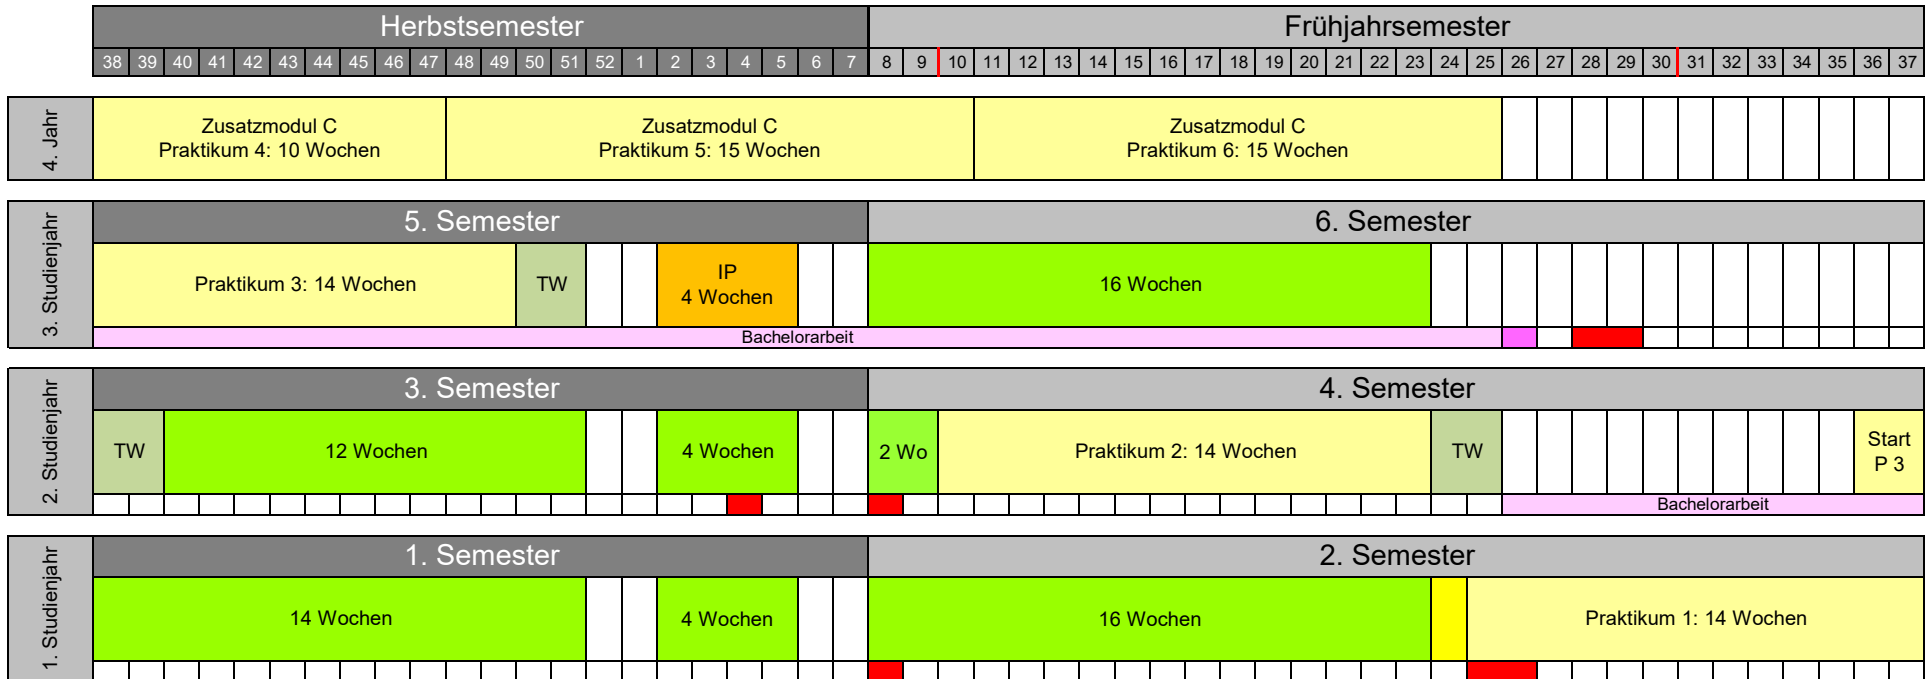 Herbstsemester Frühjahrsemester
38 39 40 41 42 43 44 45 46 47 48 49 50 51 52 1 2 3 4 5 6 7 8 9 10 11 12 13 14 15 16 17 18 19 20 21 22 23 24 25 26 27 28 29 30 31 32 33 34 35 36 37
4. Jahr
Zusatzmodul C
Praktikum 4: 10 Wochen
Zusatzmodul C
Praktikum 5: 15 Wochen
Zusatzmodul C
Praktikum 6: 15 Wochen
3. Studienjahr
5. Semester 6. Semester
Praktikum 3: 14 Wochen
TW
IP
4 Wochen
16 Wochen
Bachelorarbeit
2. Studienjahr
3. Semester 4. Semester
TW
12 Wochen
4 Wochen
2 Wo
Praktikum 2: 14 Wochen
TW
Start
P 3
Bachelorarbeit
1. Studienjahr
1. Semester 2. Semester
14 Wochen
4 Wochen
16 Wochen
Praktikum 1: 14 Wochen